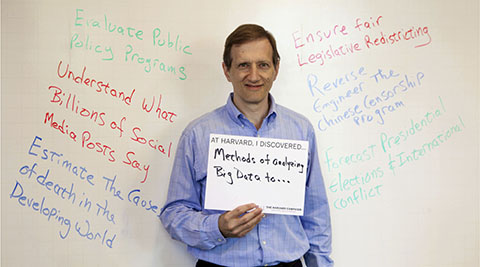 Evaluate Public
Policy Programs
Understand What
Billions of Social
Media Posts Say
Estimate The Cause
of death in the
Developing World
AT HARVARD, I DISCOVERED...
Methods of analyzing
Big Data to...
THE HARVARD CAMPAIGN
Ensure fair
Legislative Redistricting
Reverse
Engineer The
Chinese Censorship
program
Forecast Presidential
Elections & International
conflict